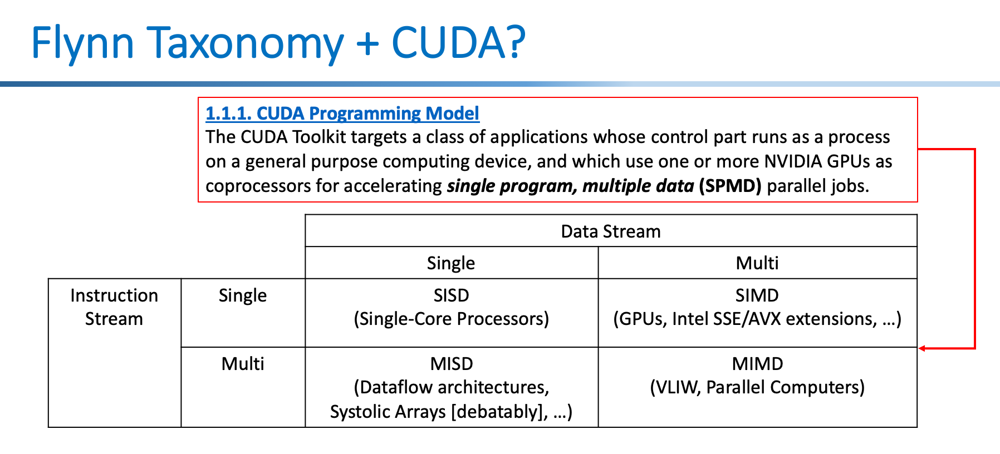 Flynn Taxonomy + CUDA?
1.1.1. CUDA Programming Model
The CUDA Toolkit targets a class of applications whose control part runs as a process
on a general purpose computing device, and which use one or more NVIDIA GPUs as
coprocessors for accelerating single program, multiple data (SPMD) parallel jobs.
Data Stream
Single
Multi
Instruction
Stream
Single
SISD
(Single-Core Processors)
SIMD
(GPUs, Intel SSE/AVX extensions, ...)
Multi
MISD
(Dataflow architectures,
Systolic Arrays [debatably], ...)
MIMD
(VLIW, Parallel Computers)